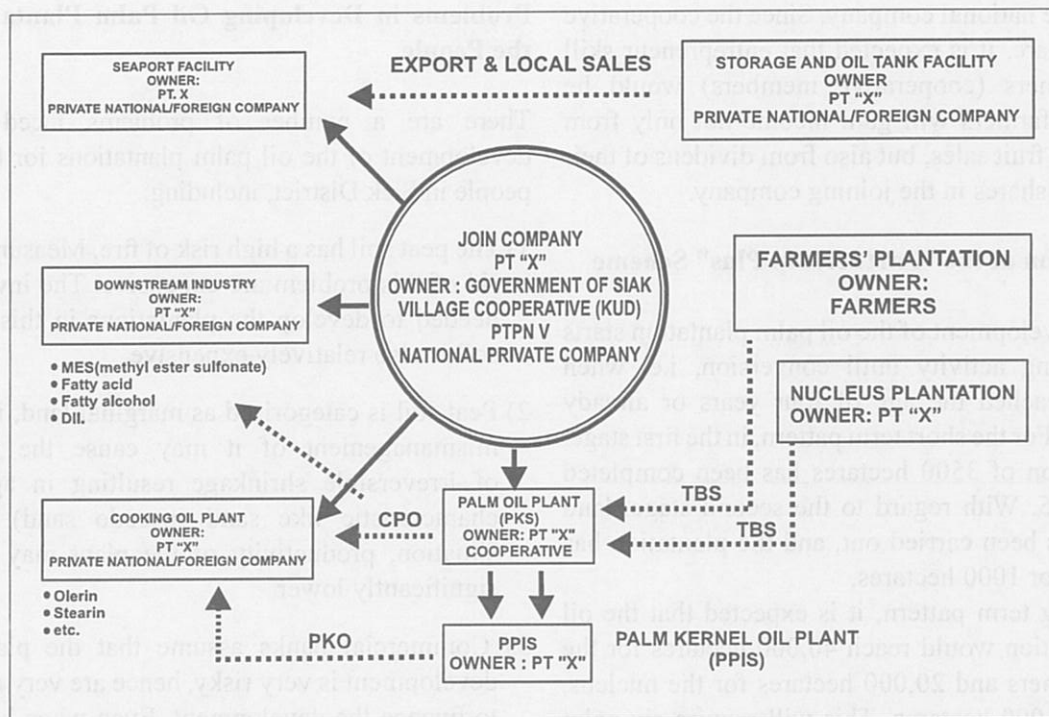 SEAPORT FACILITY
OWNER:
PT. X
PRIVATE NATIONAL/FOREIGN COMPANY
EXPORT & LOCAL SALES
STORAGE AND OIL TANK FACILITY
OWNER
PT "X"
PRIVATE NATIONAL/FOREIGN COMPANY
JOIN COMPANY
PT "X"
OWNER : GOVERNMENT OF SIAK
VILLAGE COOPERATIVE (KUD)
PTPN V
NATIONAL PRIVATE COMPANY
FARMERS' PLANTATION
OWNER:
FARMERS
DOWNSTREAM INDUSTRY
OWNER:
PT "X"
PRIVATE NATIONAL/FOREIGN COMPANY
• MES(methyl ester sulfonate)
• Fatty acid
• Fatty alcohol
• Dll.
NUCLEUS PLANTATION
OWNER: PT "X"
COOKING OIL PLANT
OWNER:
PT "X"
PRIVATE NATIONAL/FOREIGN COMPANY
CPO
PALM OIL PLANT
(PKS)
OWNER: PT "X"
COOPERATIVE
TBS
TBS
• Olerin
• Stearin
• etc.
PKO
PPIS
OWNER : PT "X"
PALM KERNEL OIL PLANT
(PPIS)